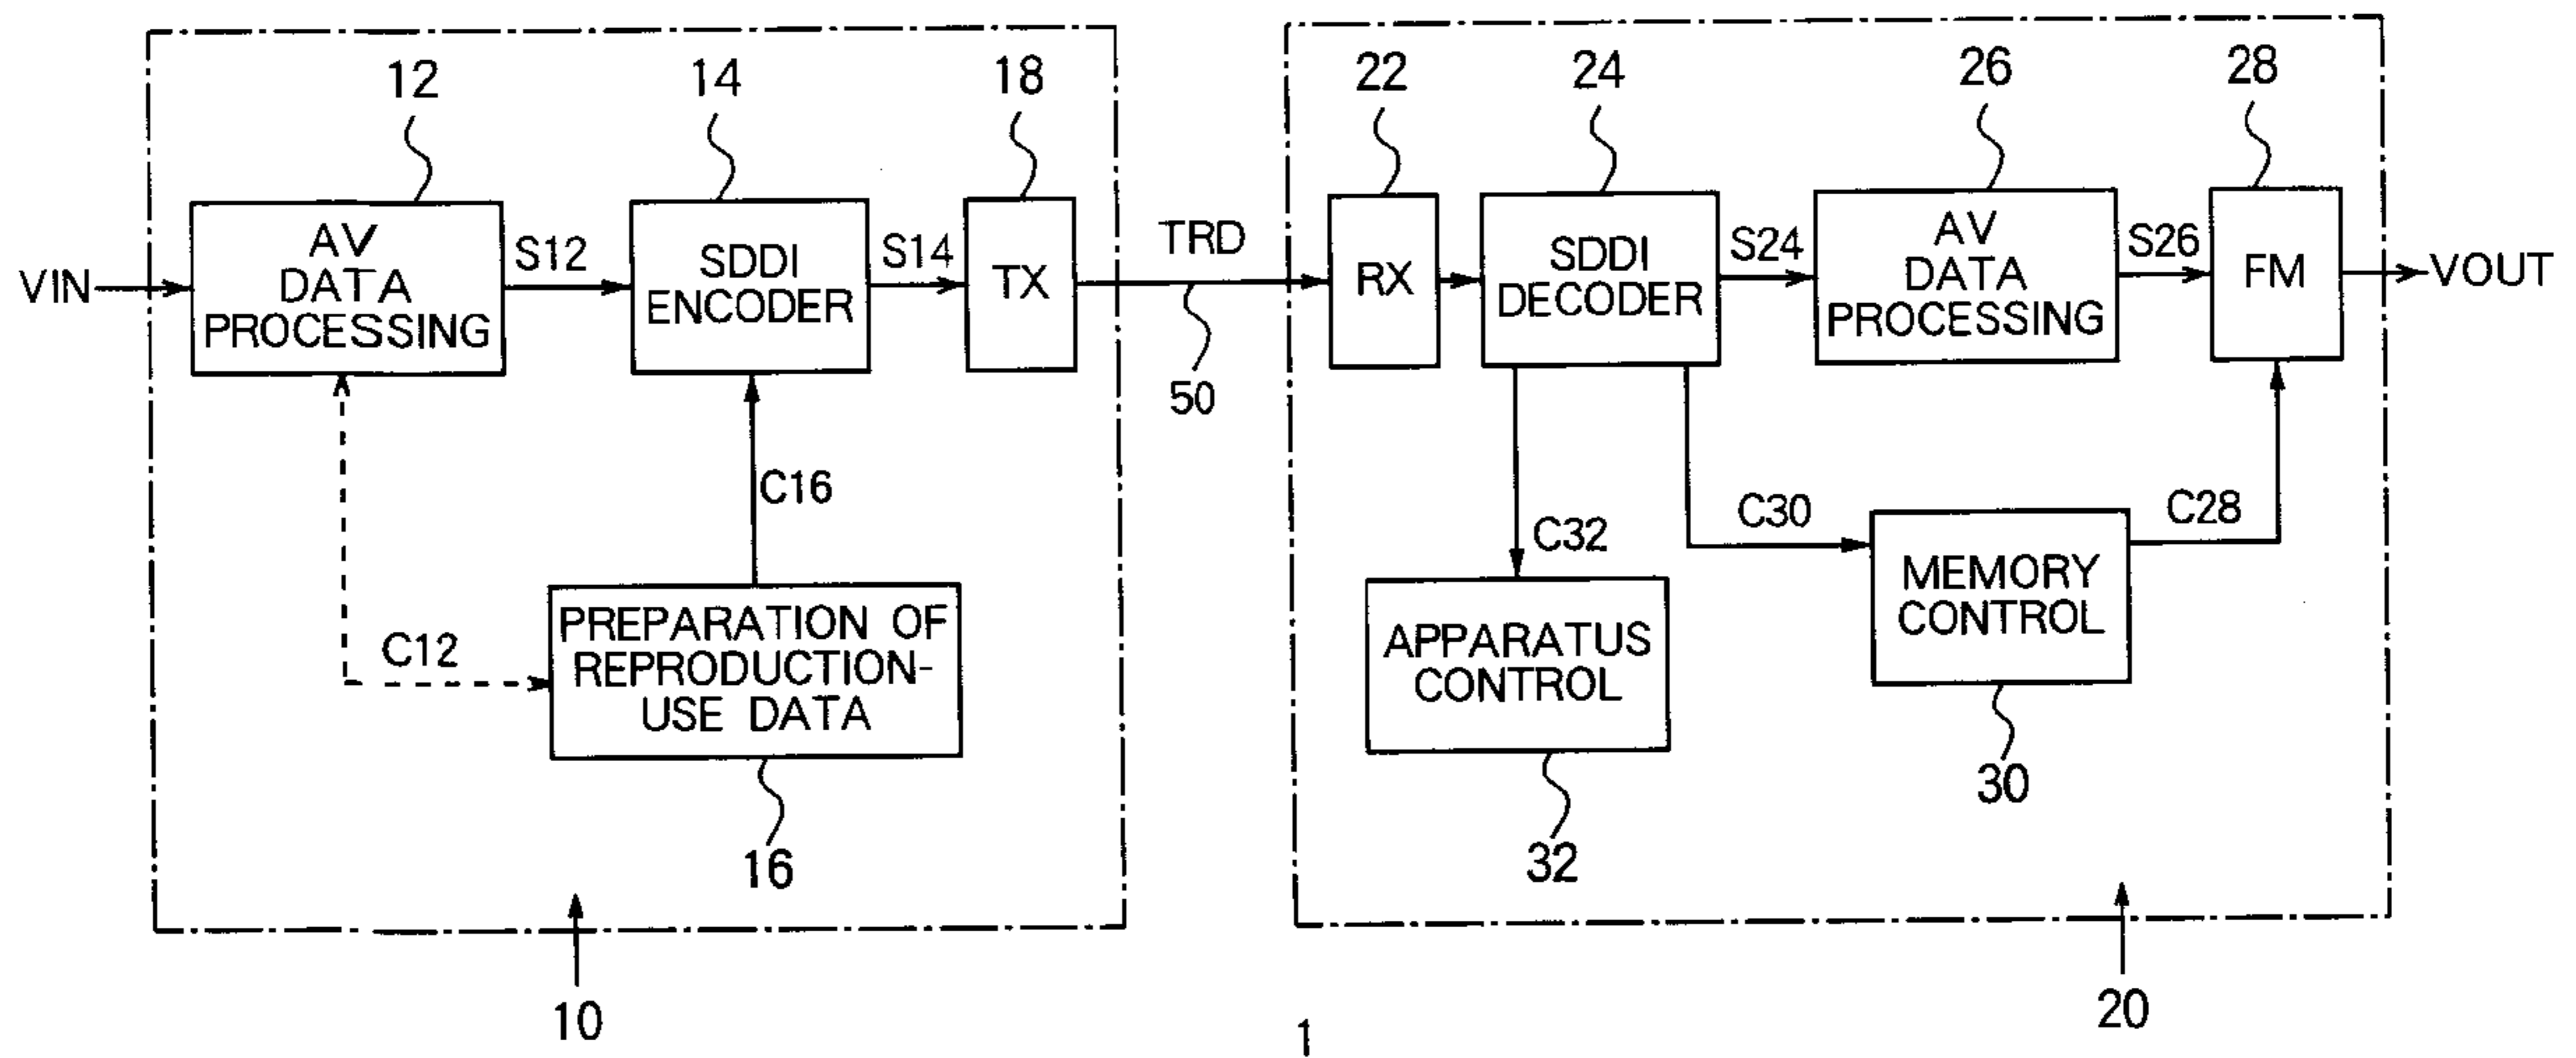 12
14
18
22
24
26
28
VIN
AV
DATA
PROCESSING
S12
SDDI
ENCODER
S14
TX
TRD
50
RX
SDDI
DECODER
S24
AV
DATA
PROCESSING
S26
FM
VOUT
C16
C12
PREPARATION OF
REPRODUCTION-
USE DATA
16
C32
C30
C28
APPARATUS
CONTROL
32
MEMORY
CONTROL
30
10
20
1